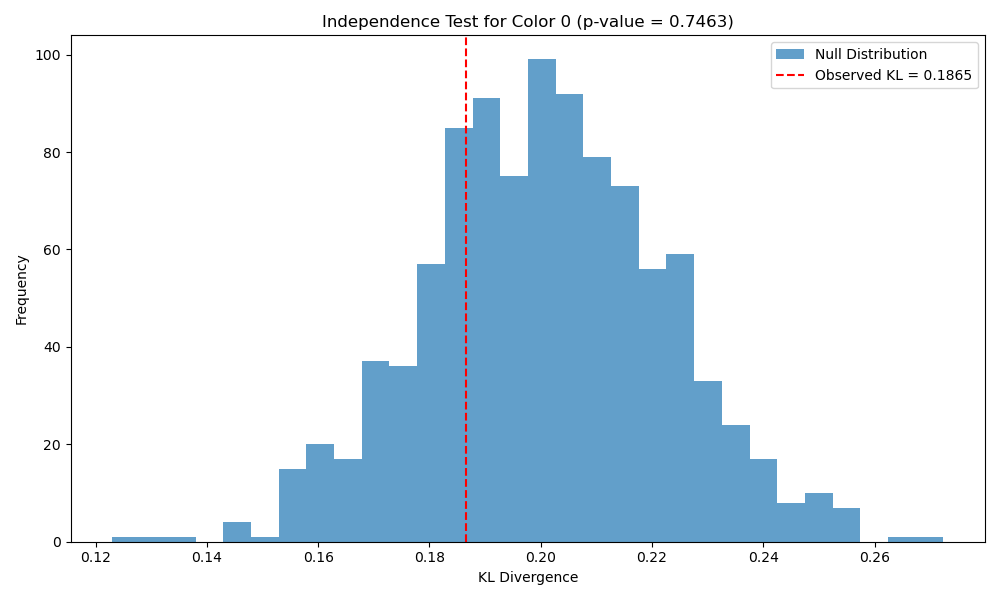 Independence Test for Color 0 (p-value = 0.7463)
Null Distribution
Observed KL = 0.1865
100
80
60
40
20
0
Frequency
0.12 0.14 0.16 0.18 0.20 0.22 0.24 0.26
KL Divergence